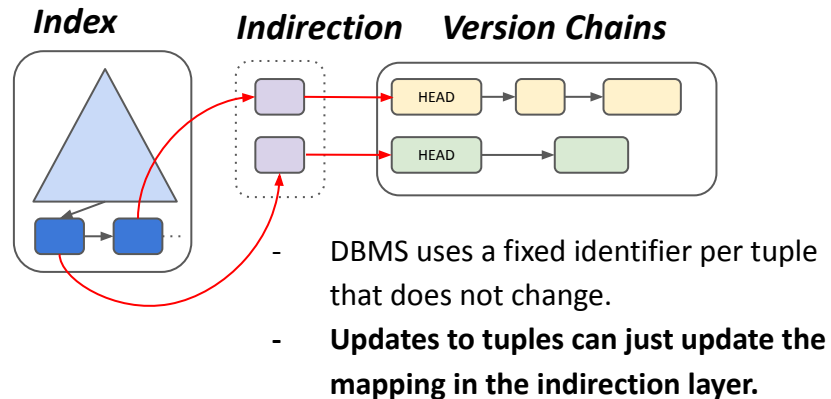 Index Indirection Version Chains
HEAD
HEAD
- DBMS uses a fixed identifier per tuple
that does not change.
- Updates to tuples can just update the
mapping in the indirection layer.